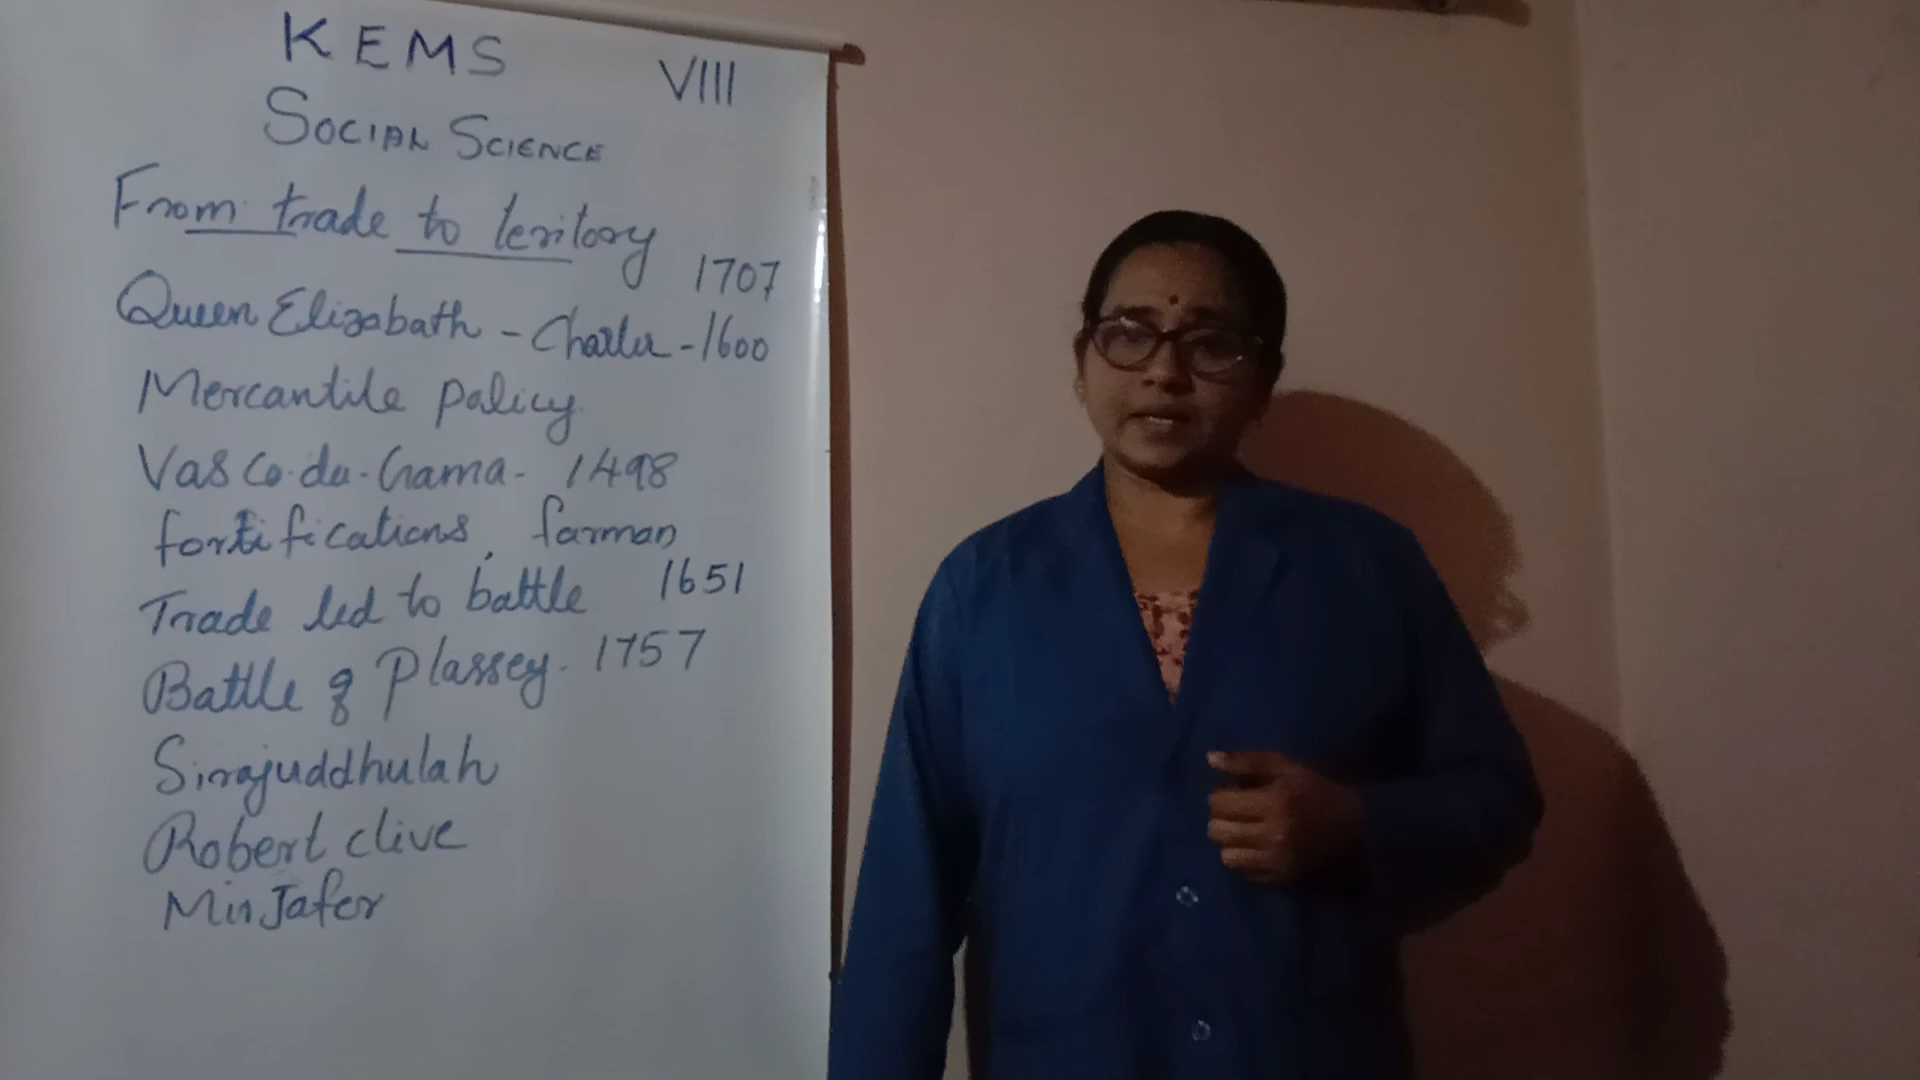 KEMS
VIII
SOCIAL SCIENCE
From trade to teritory
1707
Queen Elizabath - Charter - 1600
Mercantile policy
Vasco-da-Gama - 1498
fortifications, farman
Trade led to battle 1651
Battle of Plassey. 1757
Sirajuddhulah
Robert clive
Mir Jafer